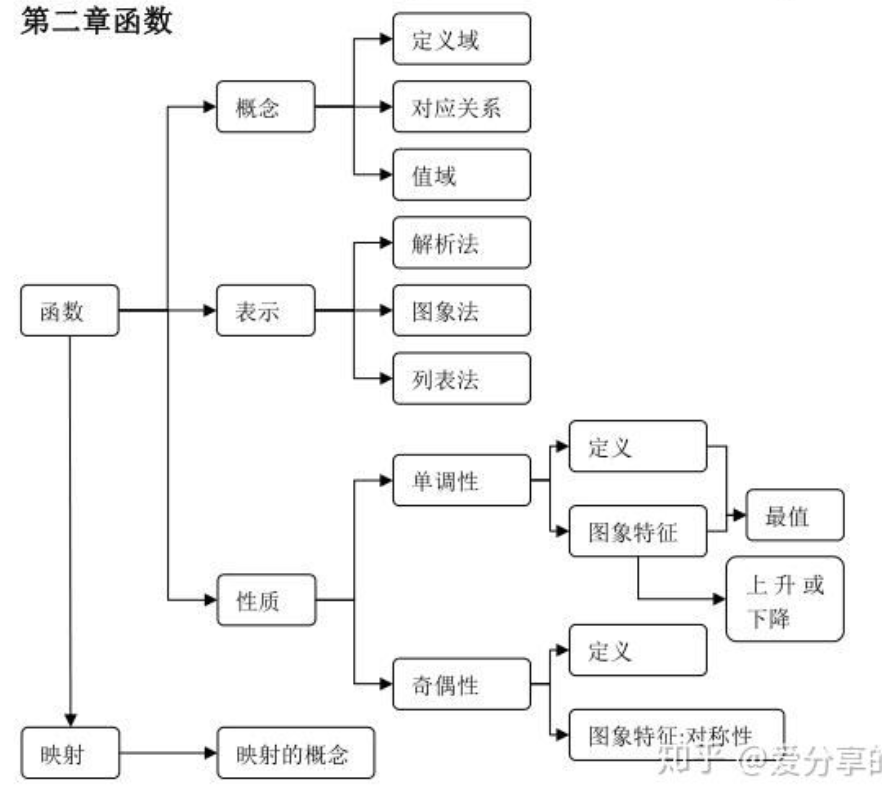 第二章函数
定义域
概念
对应关系
值域
解析法
函数
表示
图象法
列表法
定义
单调性
最值
图象特征
上升或
下降
性质
定义
奇偶性
图象特征:对称性
映射
映射的概念
知乎 @爱分享的